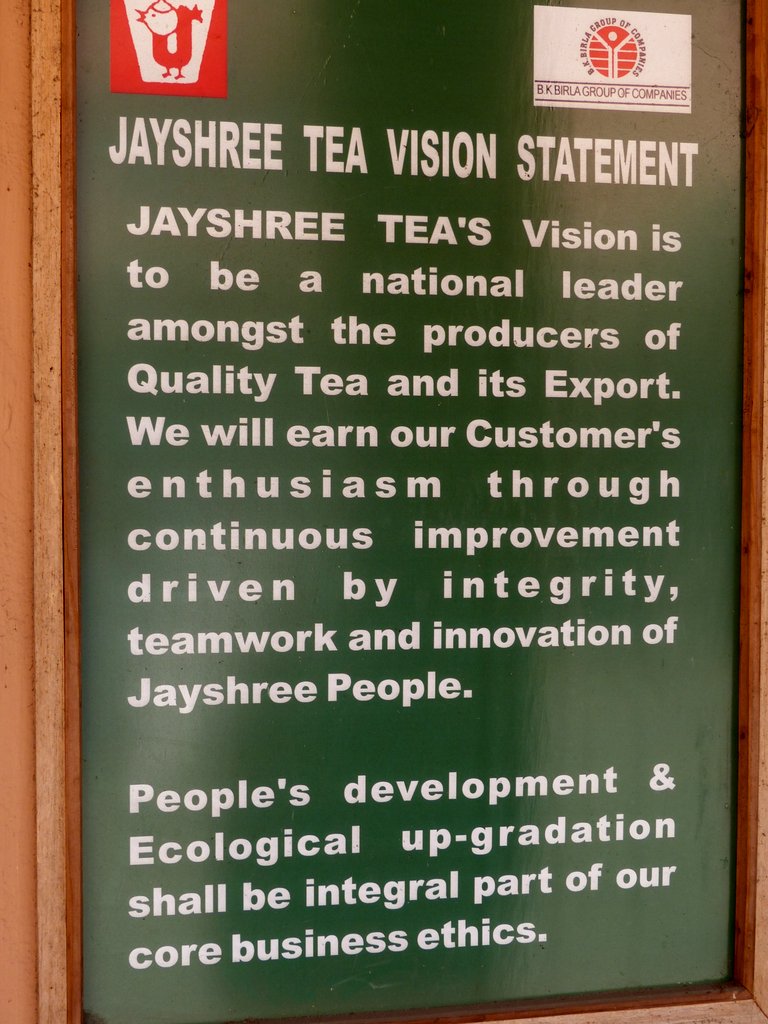 B.K.BIRLA GROUP OF COMPANIES
B.K.BIRLA GROUP OF COMPANIES
JAYSHREE TEA VISION STATEMENT
JAYSHREE TEA'S Vision is
to be a national leader
amongst the producers of
Quality Tea and its Export.
We will earn our Customer's
enthusiasm through
continuous improvement
driven by integrity,
teamwork and innovation of
Jayshree People.
People's development &
Ecological up-gradation
shall be integral part of our
core business ethics.